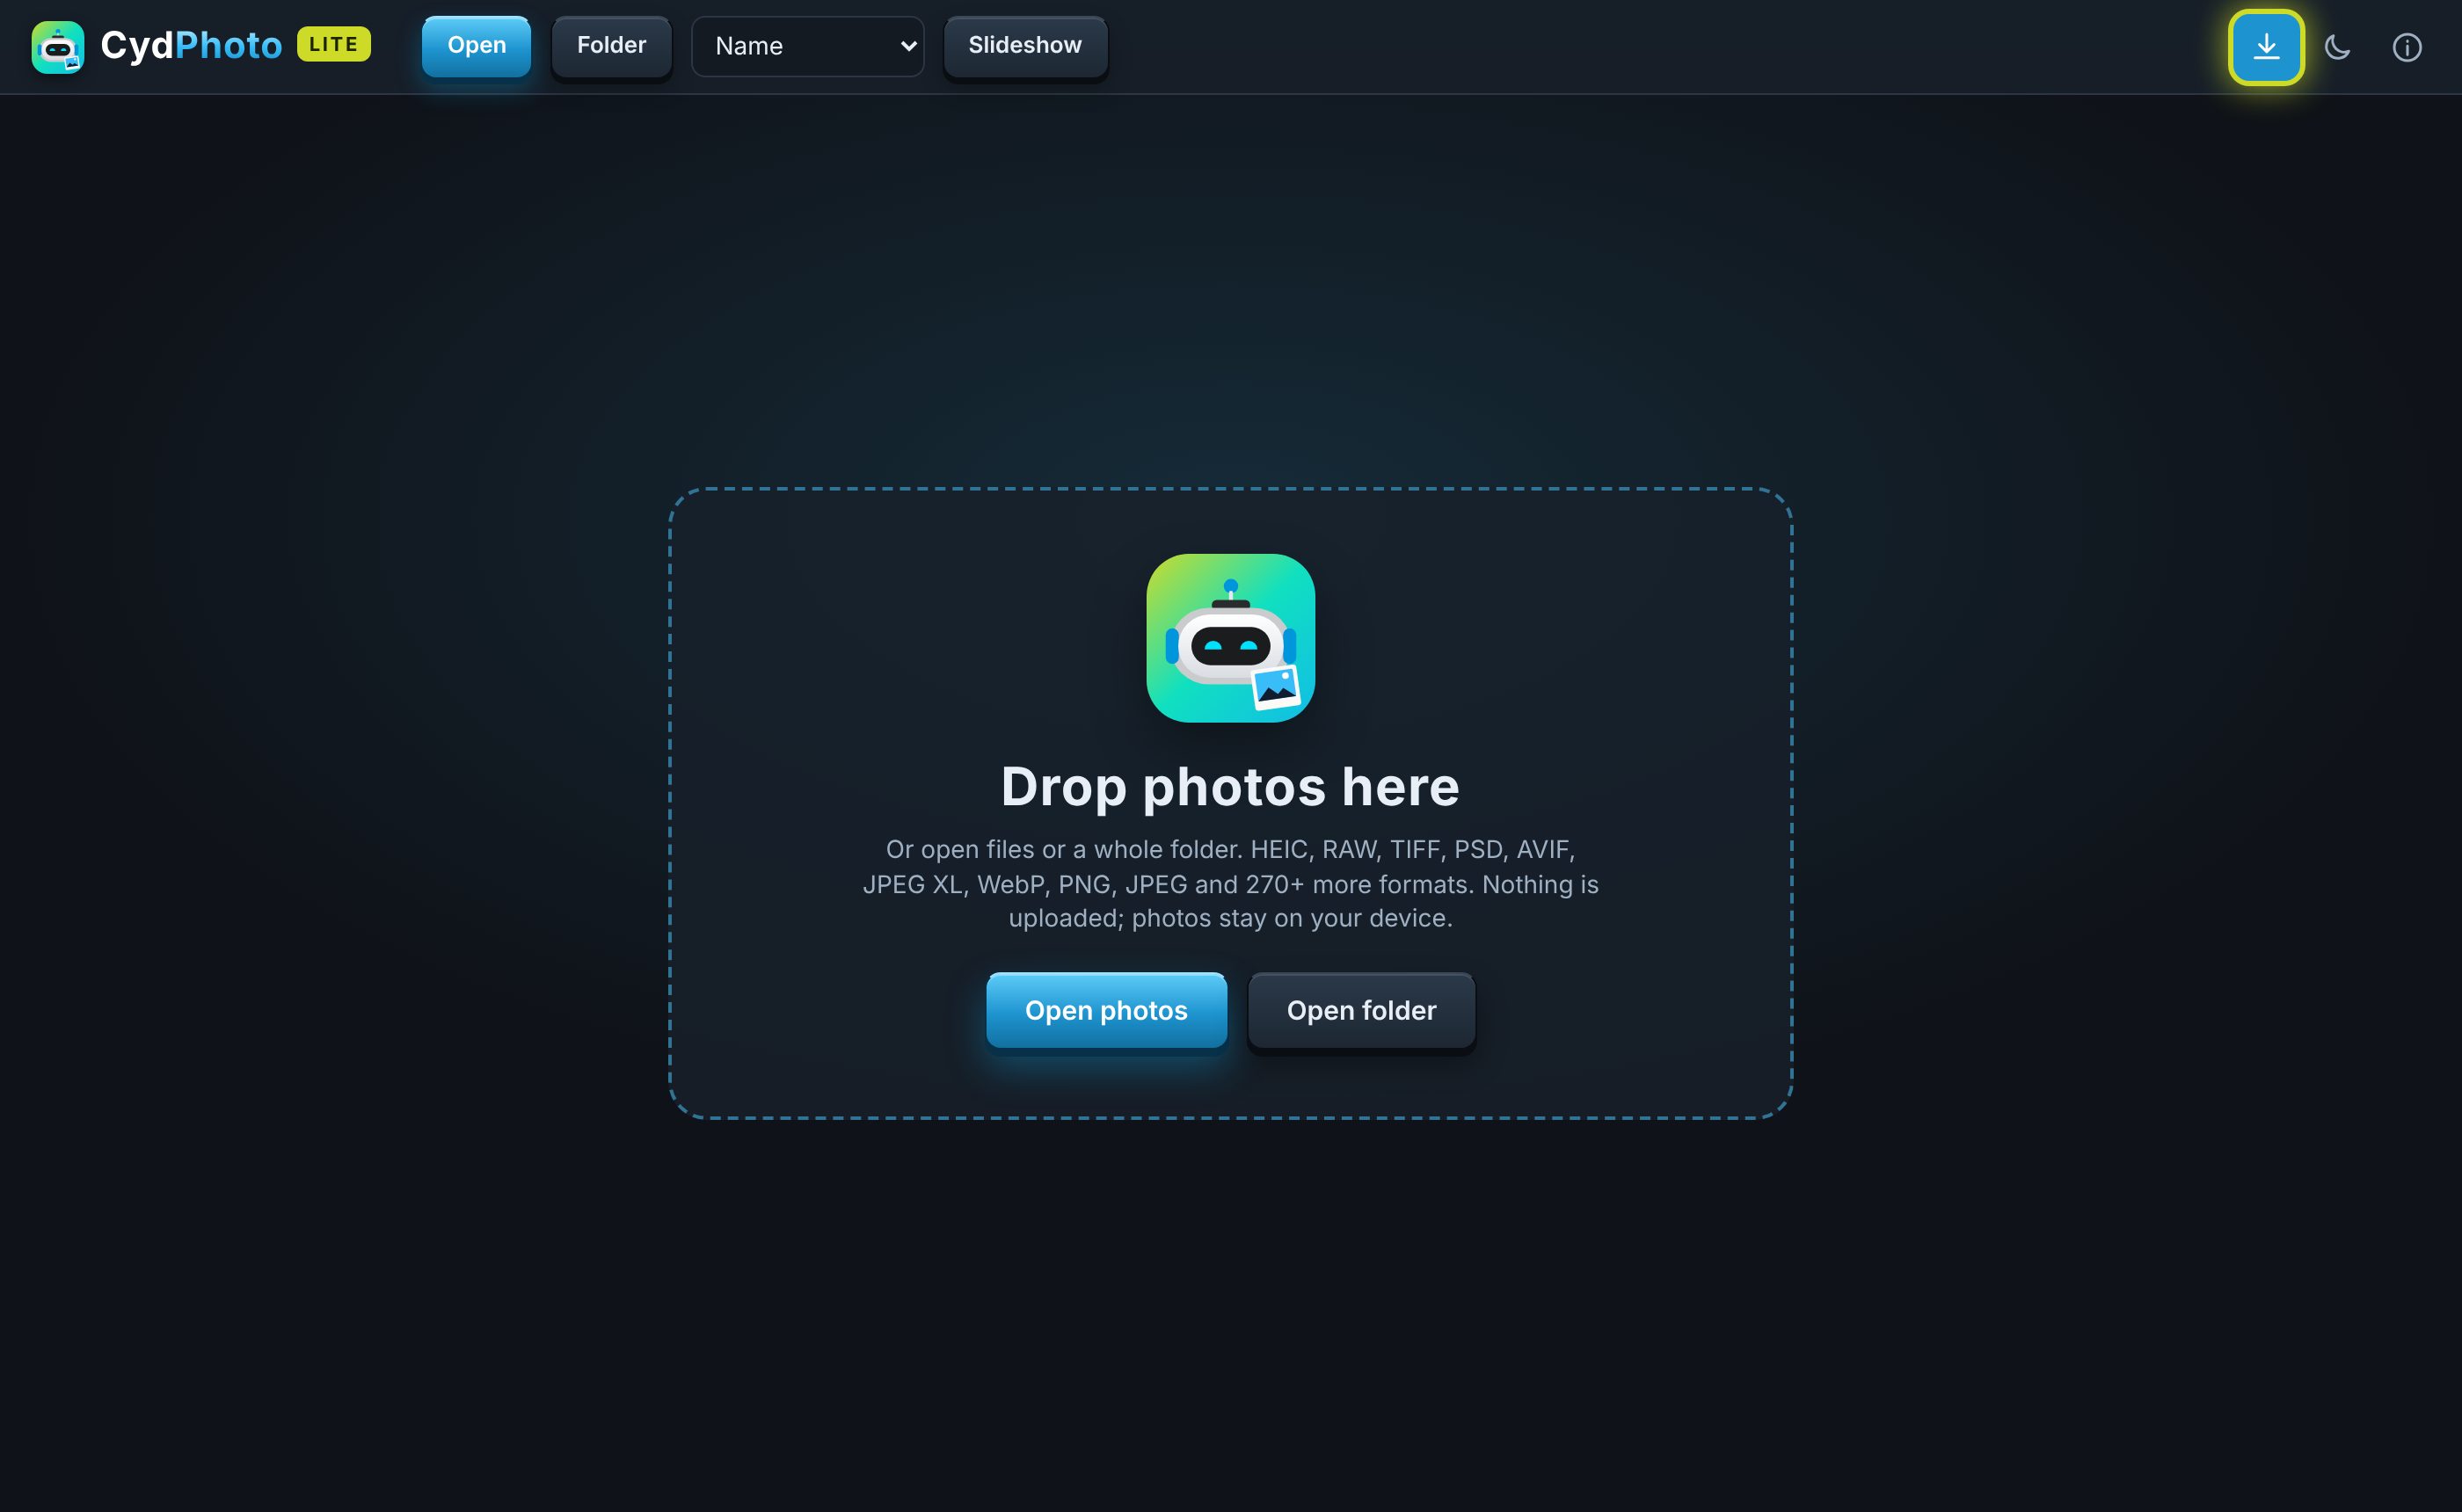 CydPhoto LITE Open Folder Name Slideshow
Drop photos here
Or open files or a whole folder. HEIC, RAW, TIFF, PSD, AVIF,
JPEG XL, WebP, PNG, JPEG and 270+ more formats. Nothing is
uploaded; photos stay on your device.
Open photos Open folder